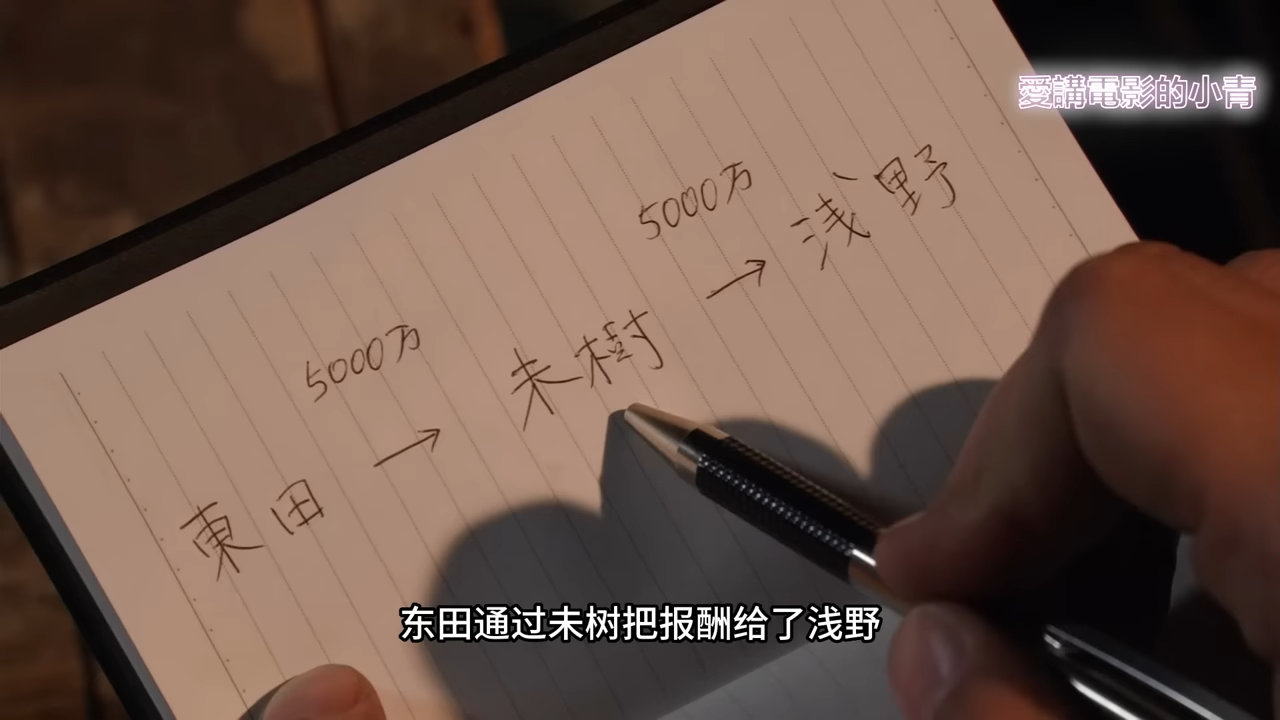 愛講電影的小青
5000万
浅野
5000万
→
未樹
→
東田
东田通过未树把报酬给了浅野